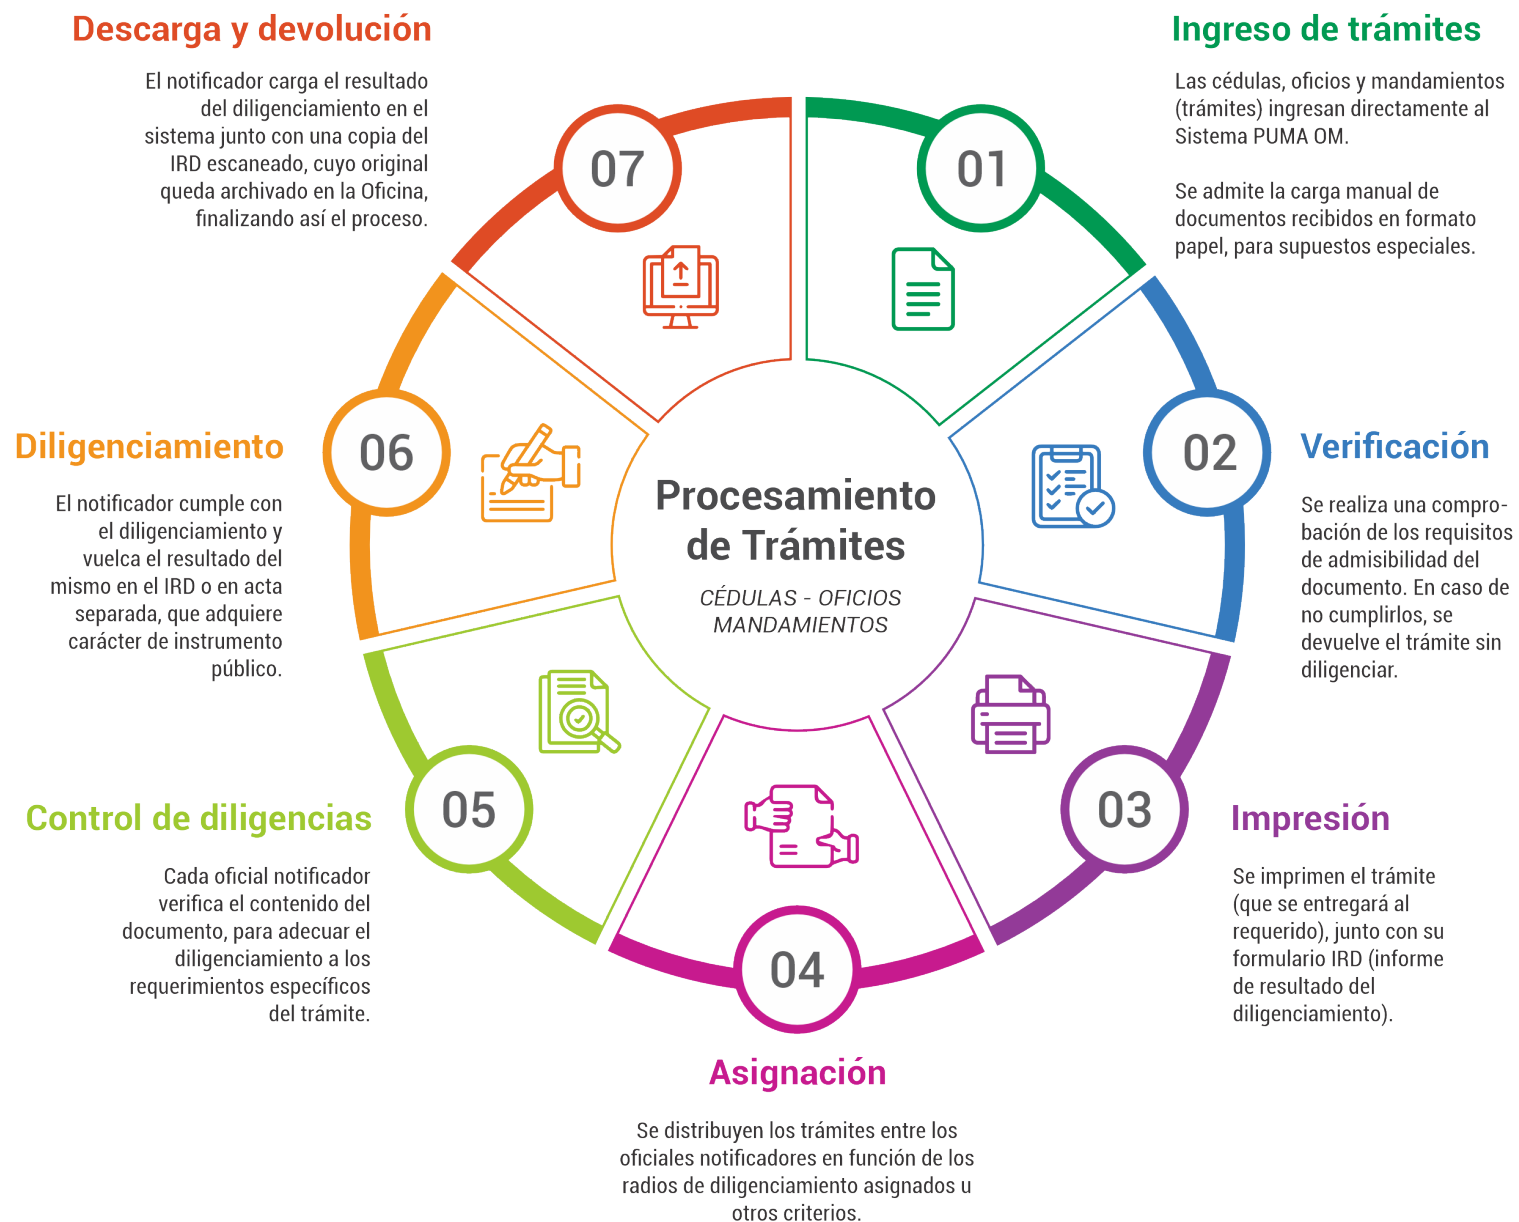 Procesamiento
de Trámites
CÉDULAS - OFICIOS
MANDAMIENTOS
01
Ingreso de trámites
Las cédulas, oficios y mandamientos
(trámites) ingresan directamente al
Sistema PUMA OM.
Se admite la carga manual de
documentos recibidos en formato
papel, para supuestos especiales.
02
Verificación
Se realiza una compro-
bación de los requisitos
de admisibilidad del
documento. En caso de
no cumplirlos, se
devuelve el trámite sin
diligenciar.
03
Impresión
Se imprimen el trámite
(que se entregará al
requerido), junto con su
formulario IRD (informe
de resultado del
diligenciamiento).
04
Asignación
Se distribuyen los trámites entre los
oficiales notificadores en función de los
radios de diligenciamiento asignados u
otros criterios.
05
Control de diligencias
Cada oficial notificador
verifica el contenido del
documento, para adecuar el
diligenciamiento a los
requerimientos específicos
del trámite.
06
Diligenciamiento
El notificador cumple con
el diligenciamiento y
vuelca el resultado del
mismo en el IRD o en acta
separada, que adquiere
carácter de instrumento
público.
07
Descarga y devolución
El notificador carga el resultado
del diligenciamiento en el
sistema junto con una copia del
IRD escaneado, cuyo original
queda archivado en la Oficina,
finalizando así el proceso.